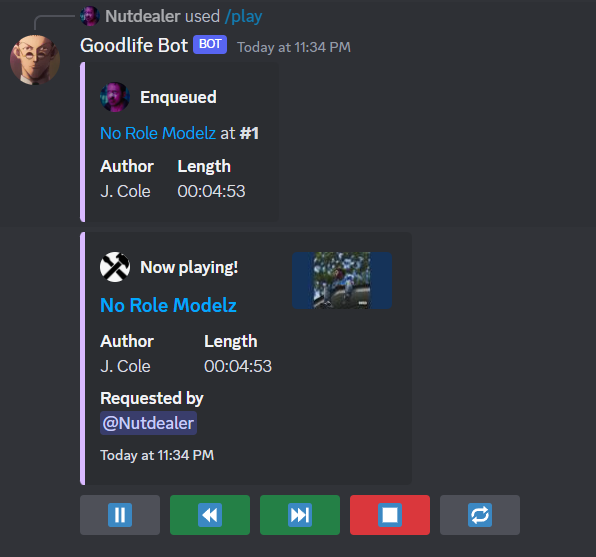 Nutdealer used /play
Goodlife Bot BOT Today at 11:34 PM
Enqueued
No Role Modelz at #1
Author Length
J. Cole 00:04:53
Now playing!
No Role Modelz
Author Length
J. Cole 00:04:53
Requested by
@Nutdealer
Today at 11:34 PM